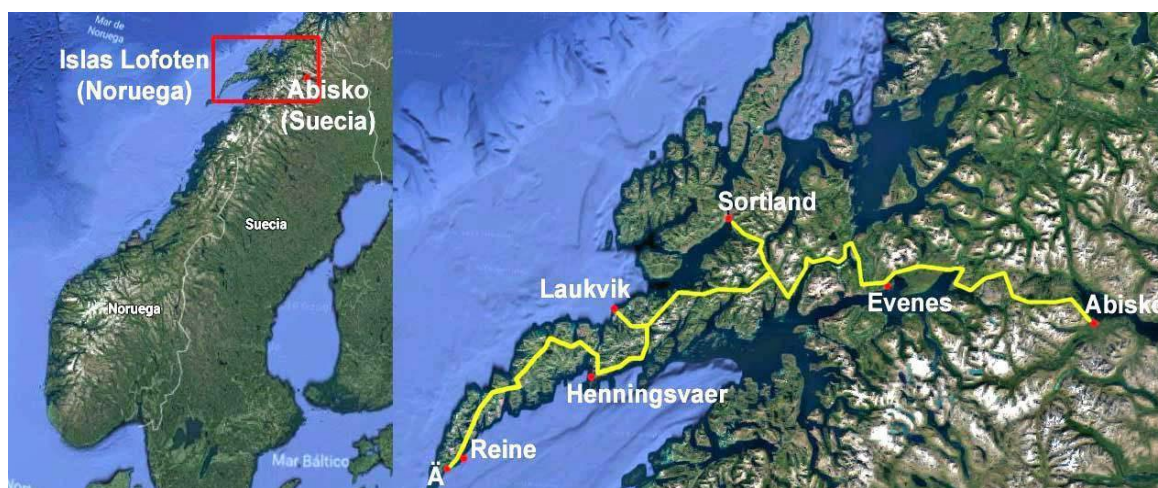 Mar de
Noruega
Islas Lofoten
(Noruega)
Abisko
(Suecia)
Suecia
Noruega
Mar Báltico
Sortland
Laukvik
Evenes
Abisko
Henningsvaer
Reine
Ä